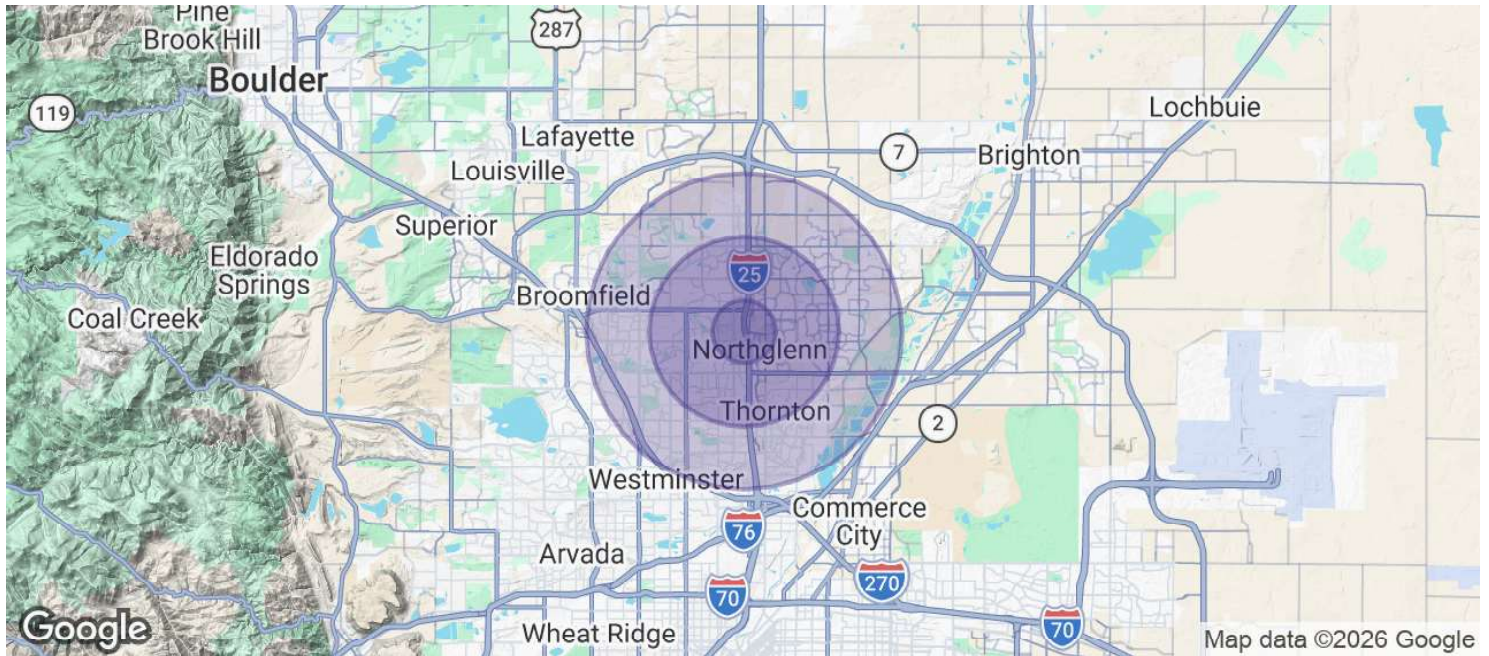 Pine
Brook Hill
287
Boulder
119
Lochbuie
Lafayette
7
Brighton
Louisville
Superior
Eldorado
Springs
25
Broomfield
Coal Creek
Northglenn
Thornton
2
Westminster
Commerce
City
76
Arvada
270
70
Google
Wheat Ridge
70
Map data ©2026 Google